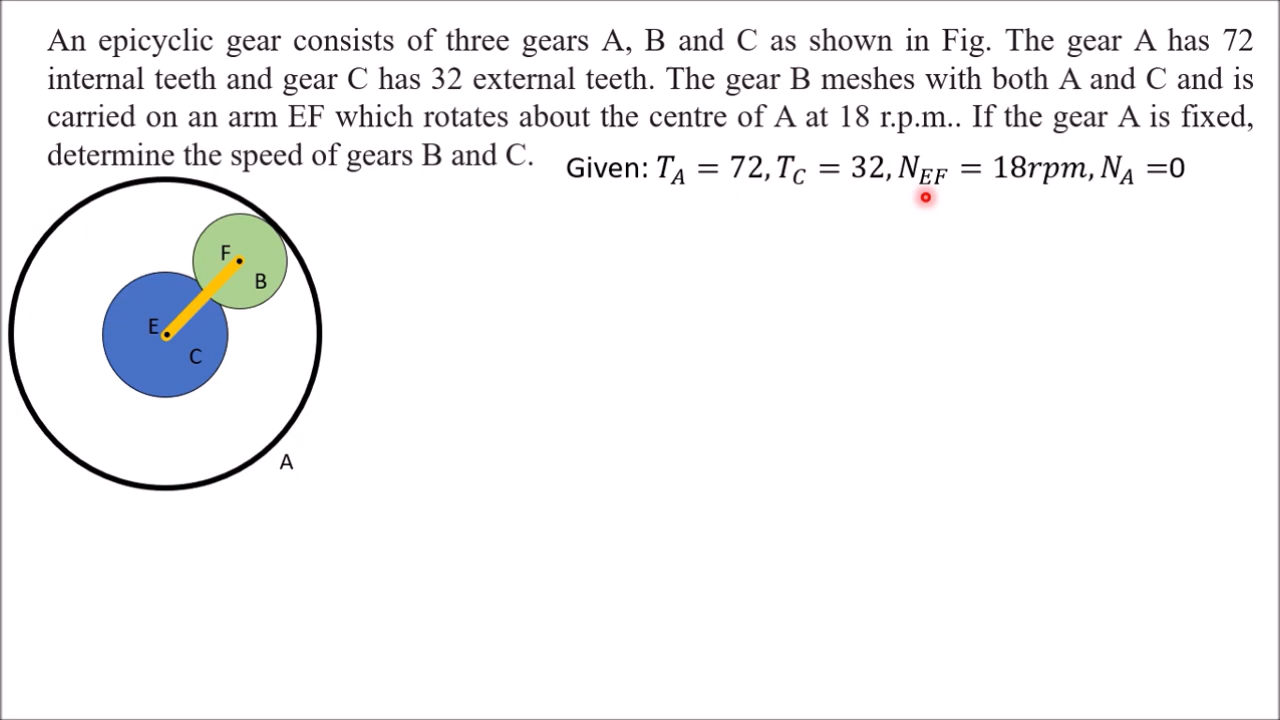 An epicyclic gear consists of three gears A, B and C as shown in Fig. The gear A has 72
internal teeth and gear C has 32 external teeth. The gear B meshes with both A and C and is
carried on an arm EF which rotates about the centre of A at 18 r.p.m.. If the gear A is fixed,
determine the speed of gears B and C.
Given: T_A = 72, T_C = 32, N_EF = 18rpm, N_A =0
F
B
E
C
A